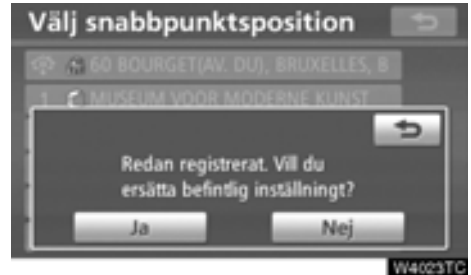 Välj snabbpunktsposition
60 BOURGET(AV. DU), BRUXELLES, B
1 MUSEUM VOOR MODERNE KUNST
Redan registrerat. Vill du
ersätta befintlig inställningt?
Ja Nej
W4023TC